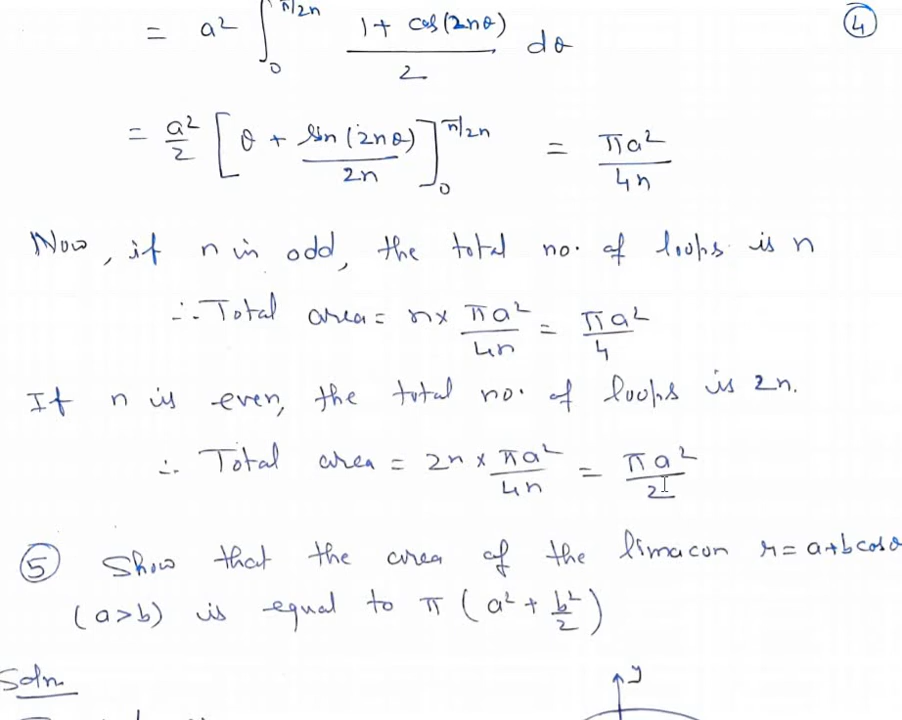 = a² ∫₀^(π/2n) (1 + cos(2nθ))/2 dθ ④
= a²/2 [θ + sin(2nθ)/2n]₀^(π/2n) = πa²/4n
Now, if n in odd, the total no. of loops is n
∴ Total area = n × πa²/4n = πa²/4
If n is even, the total no. of loops is 2n.
∴ Total area = 2n × πa²/4n = πa²/2
⑤ Show that the area of the limacon r = a+bcosθ
(a>b) is equal to π (a² + b²/2)
Soln
y